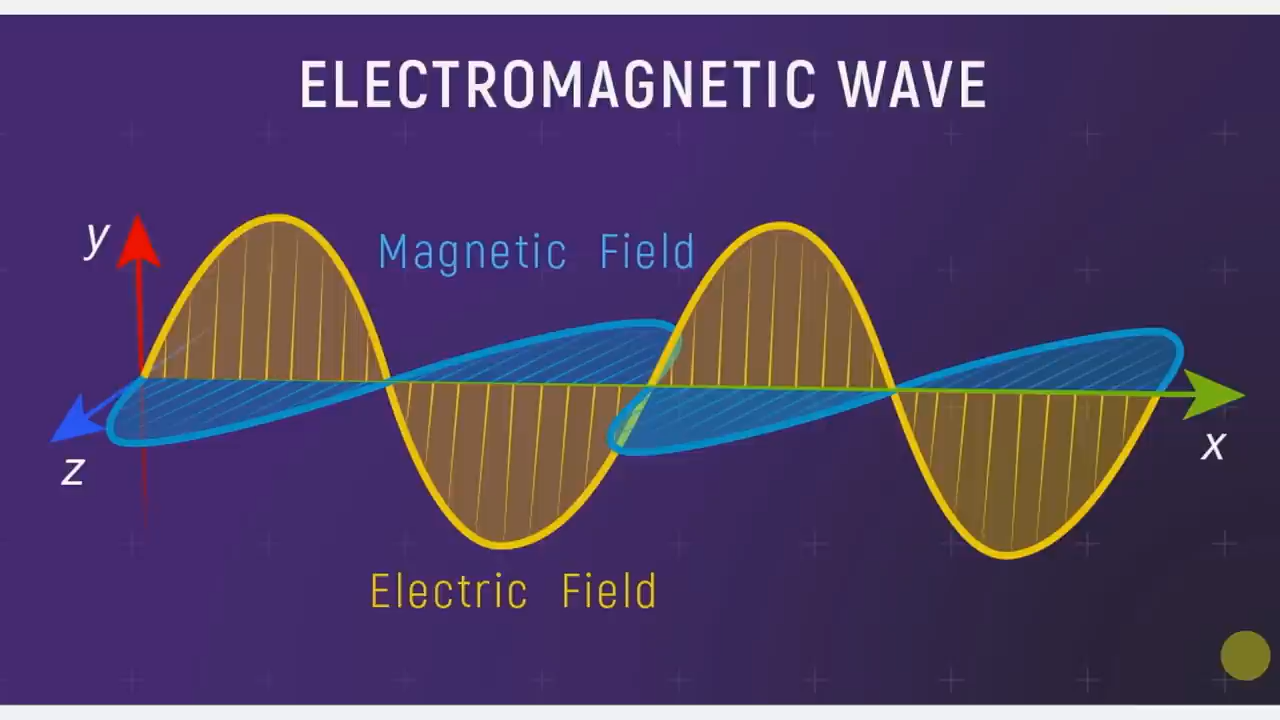 ELECTROMAGNETIC WAVE
y
Magnetic Field
z
x
Electric Field